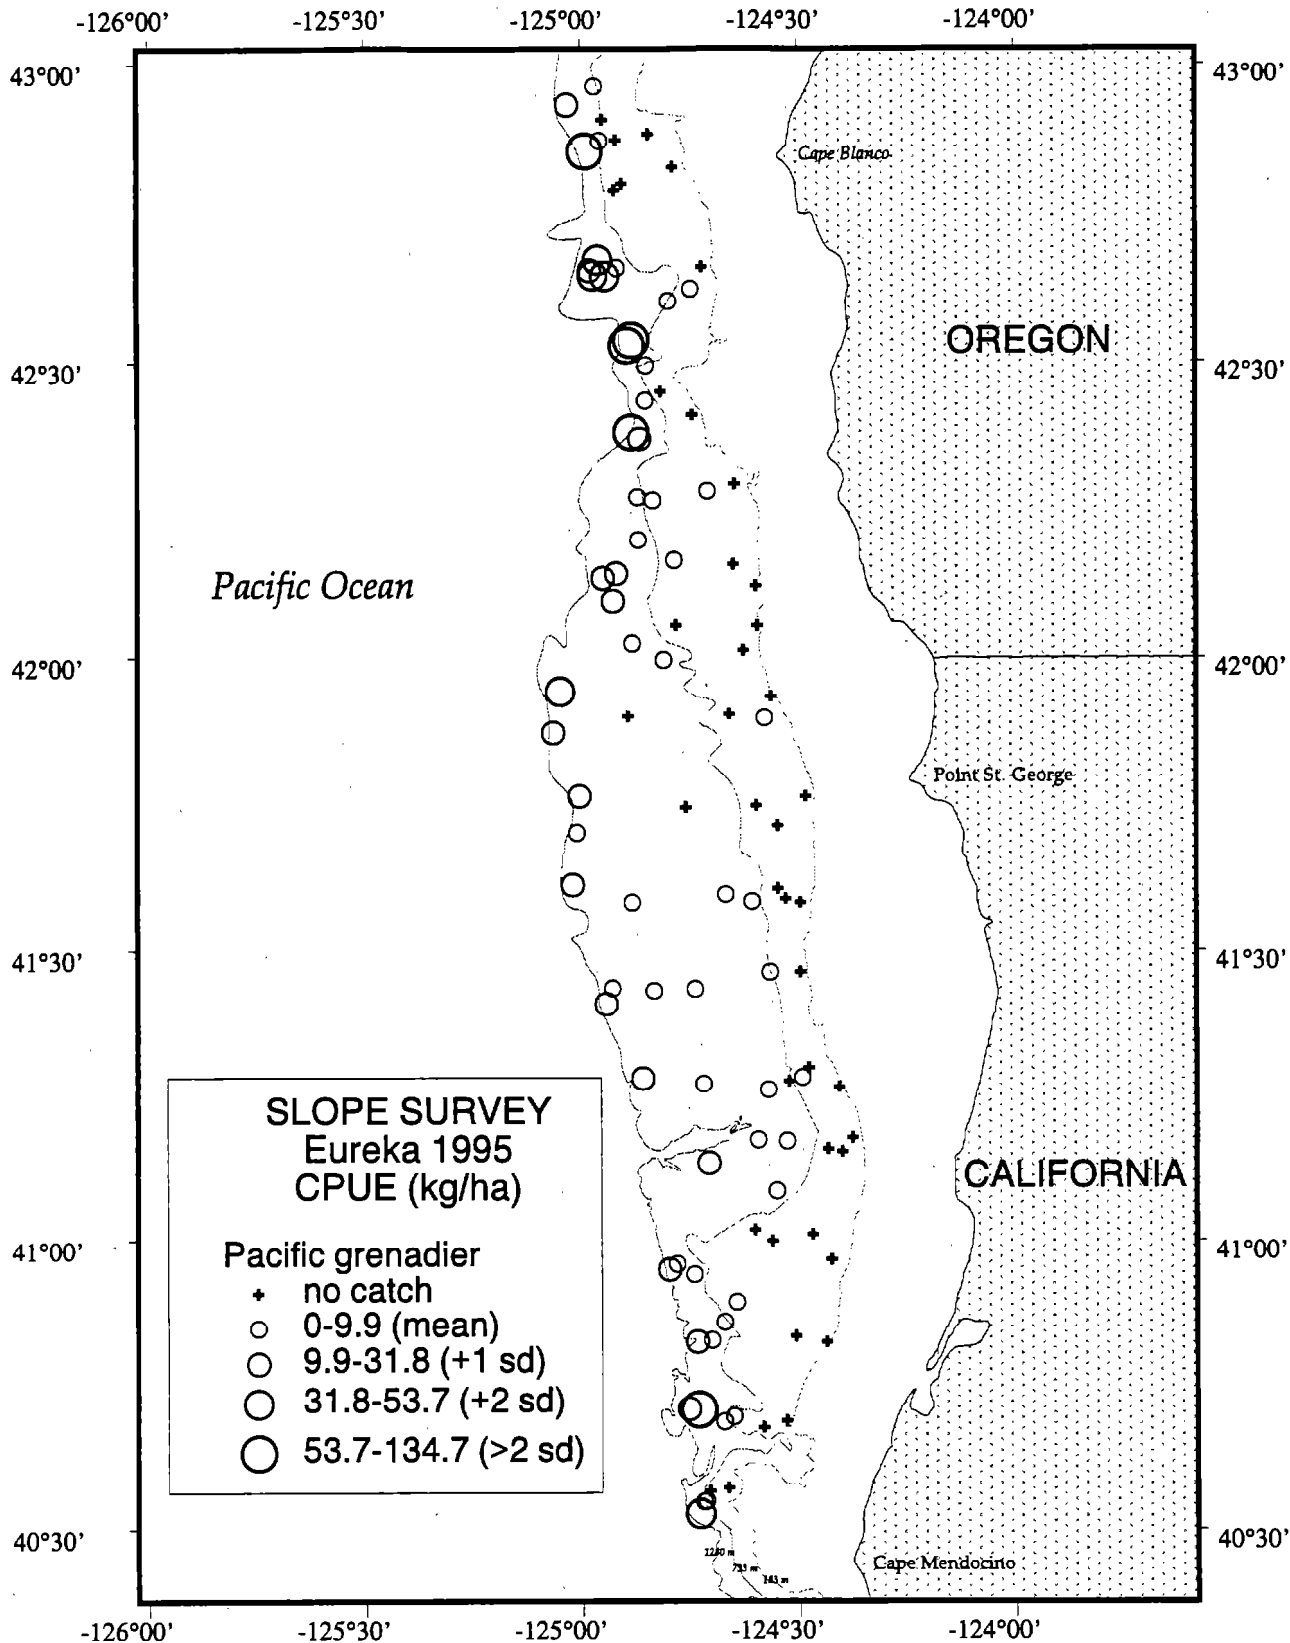 -126°00' -125°30' -125°00' -124°30' -124°00'
43°00' 43°00'
Cape Blanco
OREGON
42°30' 42°30'
Pacific Ocean
42°00' 42°00'
Point St. George
41°30' 41°30'
SLOPE SURVEY
Eureka 1995
CPUE (kg/ha)
CALIFORNIA
41°00' 41°00'
Pacific grenadier
+ no catch
0-9.9 (mean)
9.9-31.8 (+1 sd)
31.8-53.7 (+2 sd)
53.7-134.7 (>2 sd)
40°30' 40°30'
Cape Mendocino
183 m
-126°00' -125°30' -125°00' -124°30' -124°00'